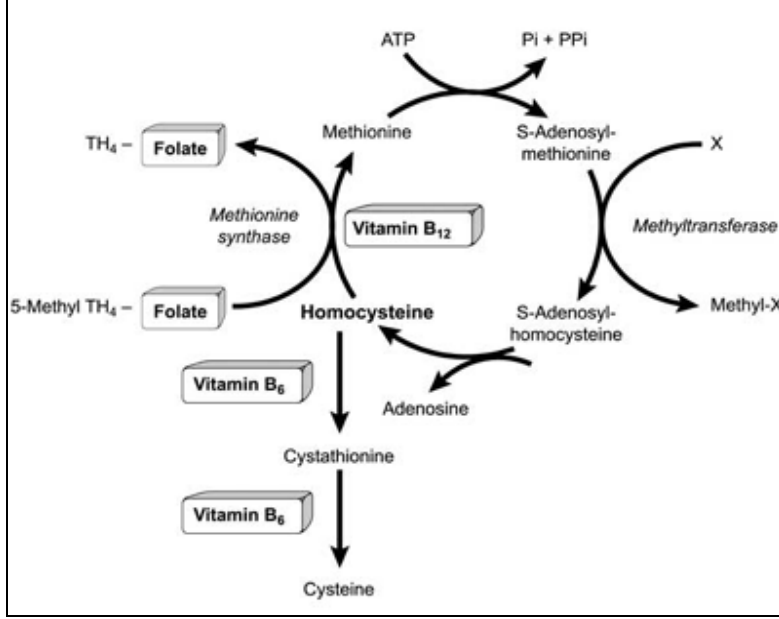 ATP
Pi + PPi
Methionine
S-Adenosyl-
methionine
X
TH₄ – Folate
Methionine
synthase
Vitamin B₁₂
Methyltransferase
5-Methyl TH₄ – Folate
Homocysteine
S-Adenosyl-
homocysteine
Methyl-X
Vitamin B₆
Adenosine
Cystathionine
Vitamin B₆
Cysteine